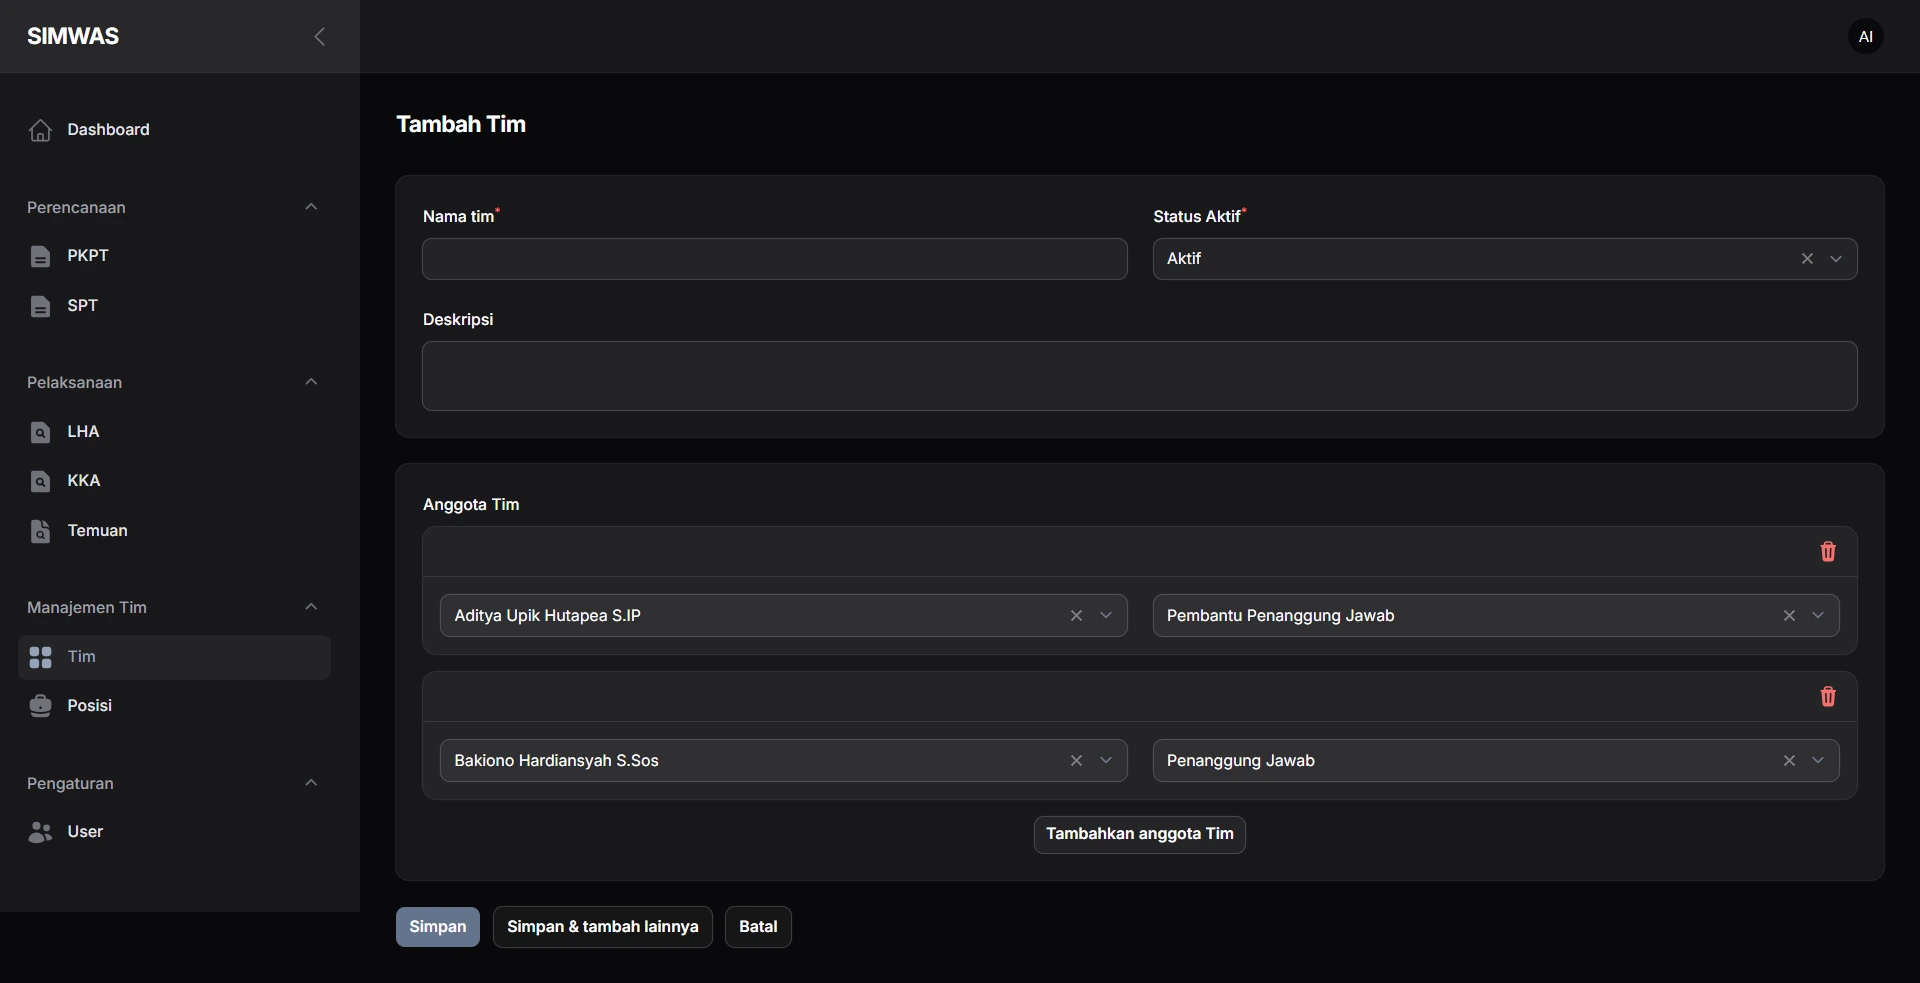 SIMWAS
AI
Dashboard
Perencanaan
PKPT
SPT
Pelaksanaan
LHA
KKA
Temuan
Manajemen Tim
Tim
Posisi
Pengaturan
User
Tambah Tim
Nama tim*
Status Aktif*
Aktif
Deskripsi
Anggota Tim
Aditya Upik Hutapea S.IP
Pembantu Penanggung Jawab
Bakiono Hardiansyah S.Sos
Penanggung Jawab
Tambahkan anggota Tim
Simpan
Simpan & tambah lainnya
Batal